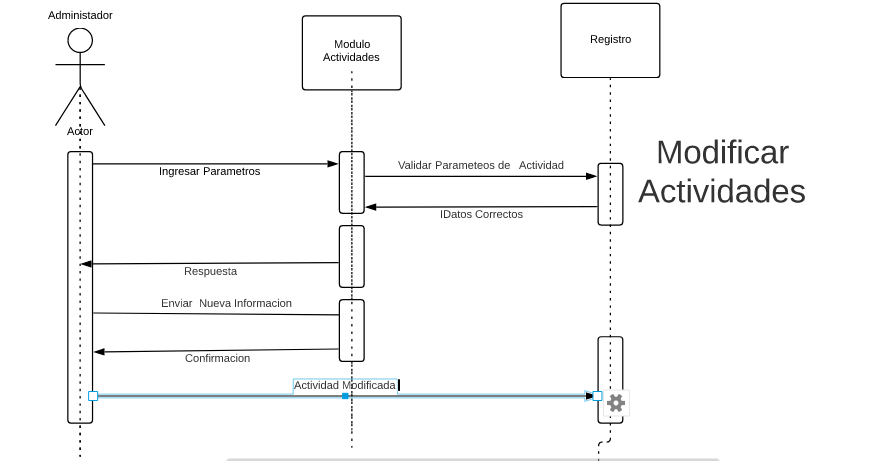 Administador
Modulo
Actividades
Registro
Actor
Modificar
Actividades
Ingresar Parametros
Validar Parameteos de Actividad
IDatos Correctos
Respuesta
Enviar Nueva Informacion
Confirmacion
Actividad Modificada